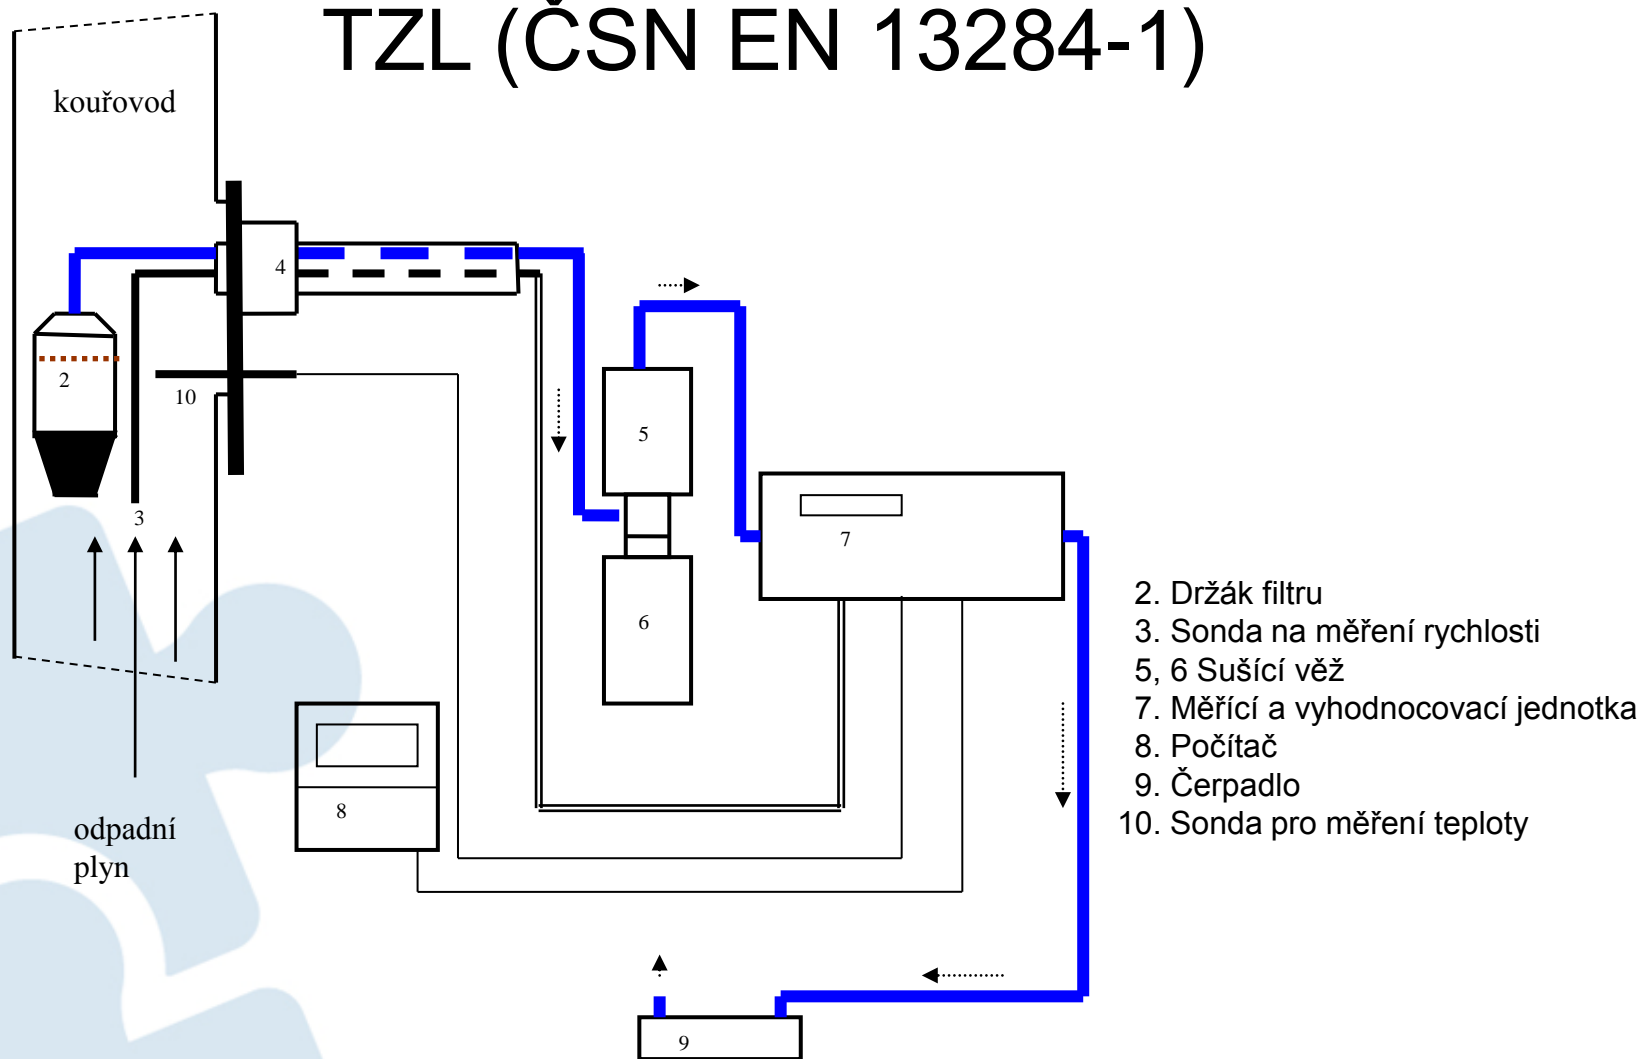 TZL (ČSN EN 13284-1)
kouřovod
4
2
10
5
3
7
6
8
odpadní
plyn
9
2. Držák filtru
3. Sonda na měření rychlosti
5, 6 Sušící věž
7. Měřící a vyhodnocovací jednotka
8. Počítač
9. Čerpadlo
10. Sonda pro měření teploty